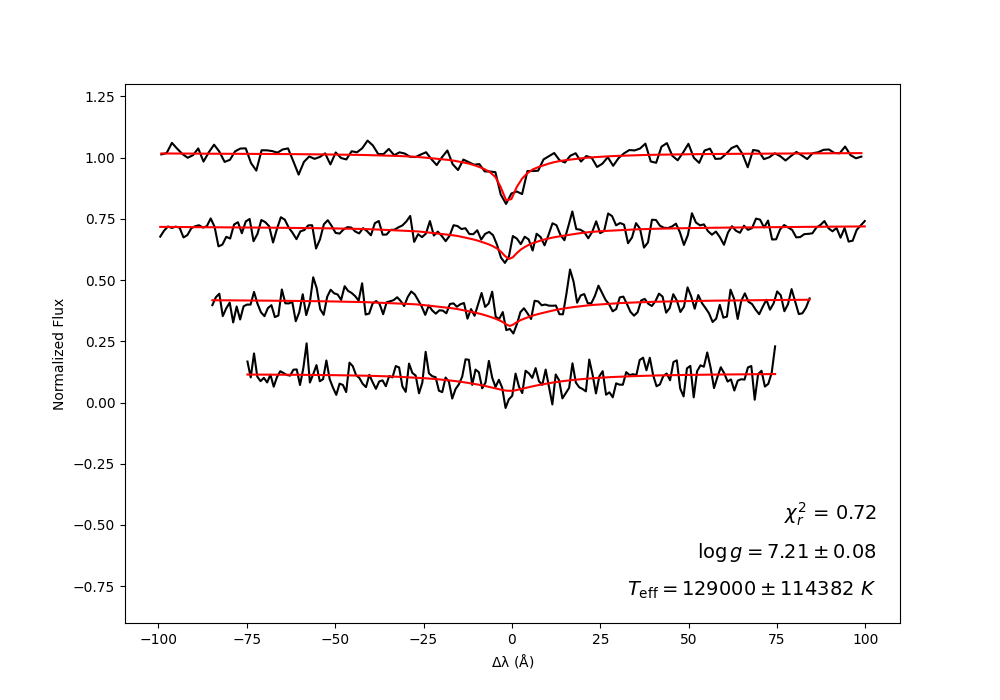 1.25
1.00
0.75
0.50
0.25
0.00
−0.25
−0.50
−0.75
Normalized Flux
χ²ᵣ = 0.72
log g = 7.21 ± 0.08
T_eff = 129000 ± 114382 K
−100 −75 −50 −25 0 25 50 75 100
Δλ (Å)